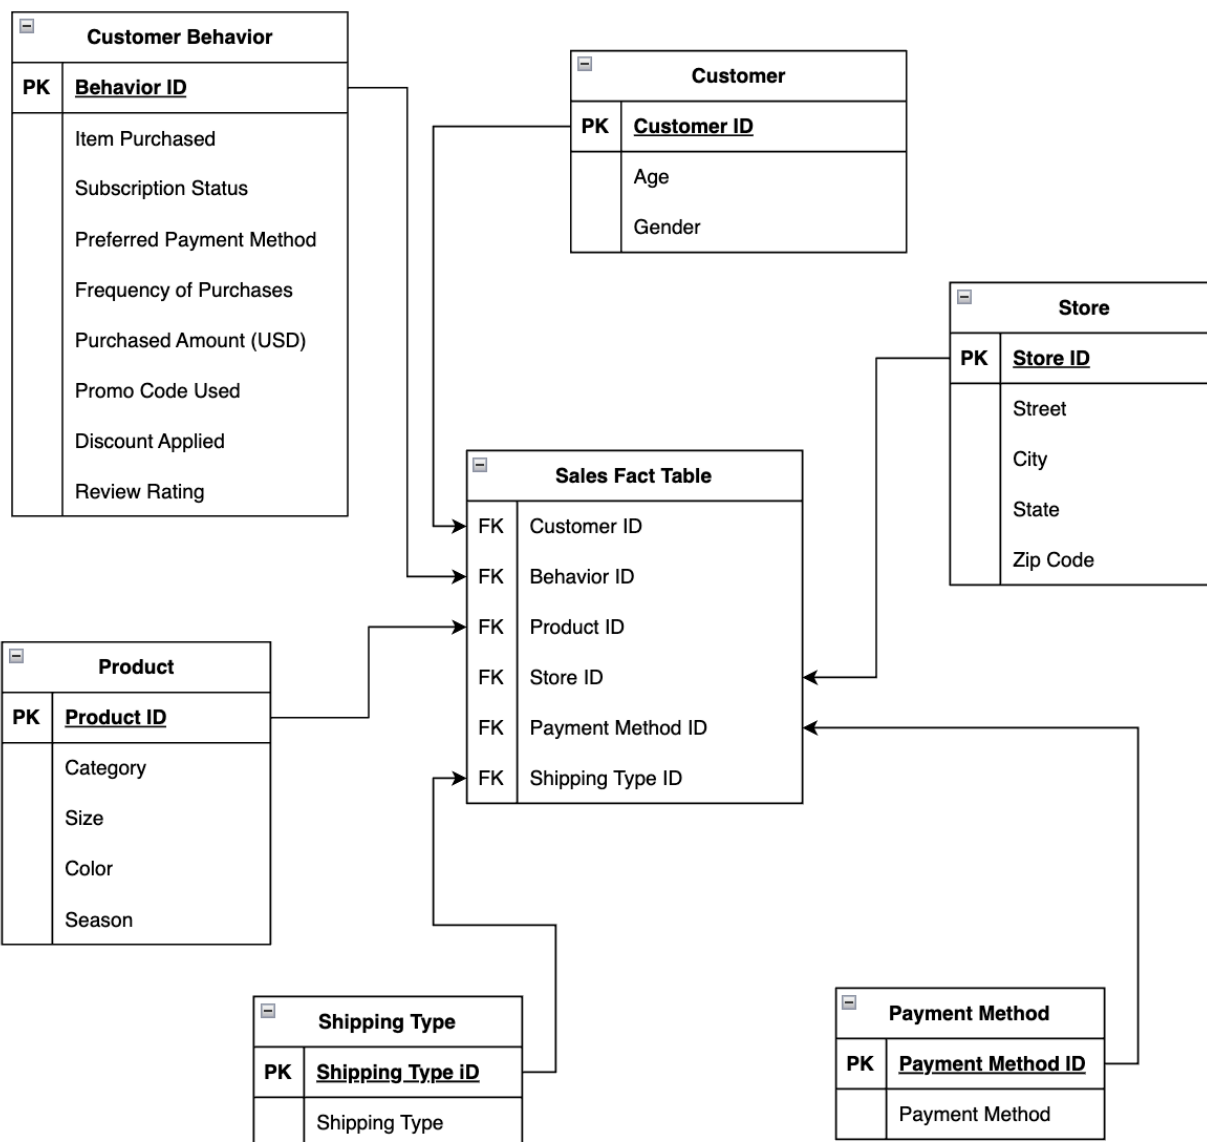 Customer Behavior
PK Behavior ID
Item Purchased
Subscription Status
Preferred Payment Method
Frequency of Purchases
Purchased Amount (USD)
Promo Code Used
Discount Applied
Review Rating
Customer
PK Customer ID
Age
Gender
Store
PK Store ID
Street
City
State
Zip Code
Sales Fact Table
FK Customer ID
FK Behavior ID
FK Product ID
FK Store ID
FK Payment Method ID
FK Shipping Type ID
Product
PK Product ID
Category
Size
Color
Season
Shipping Type
PK Shipping Type iD
Shipping Type
Payment Method
PK Payment Method ID
Payment Method